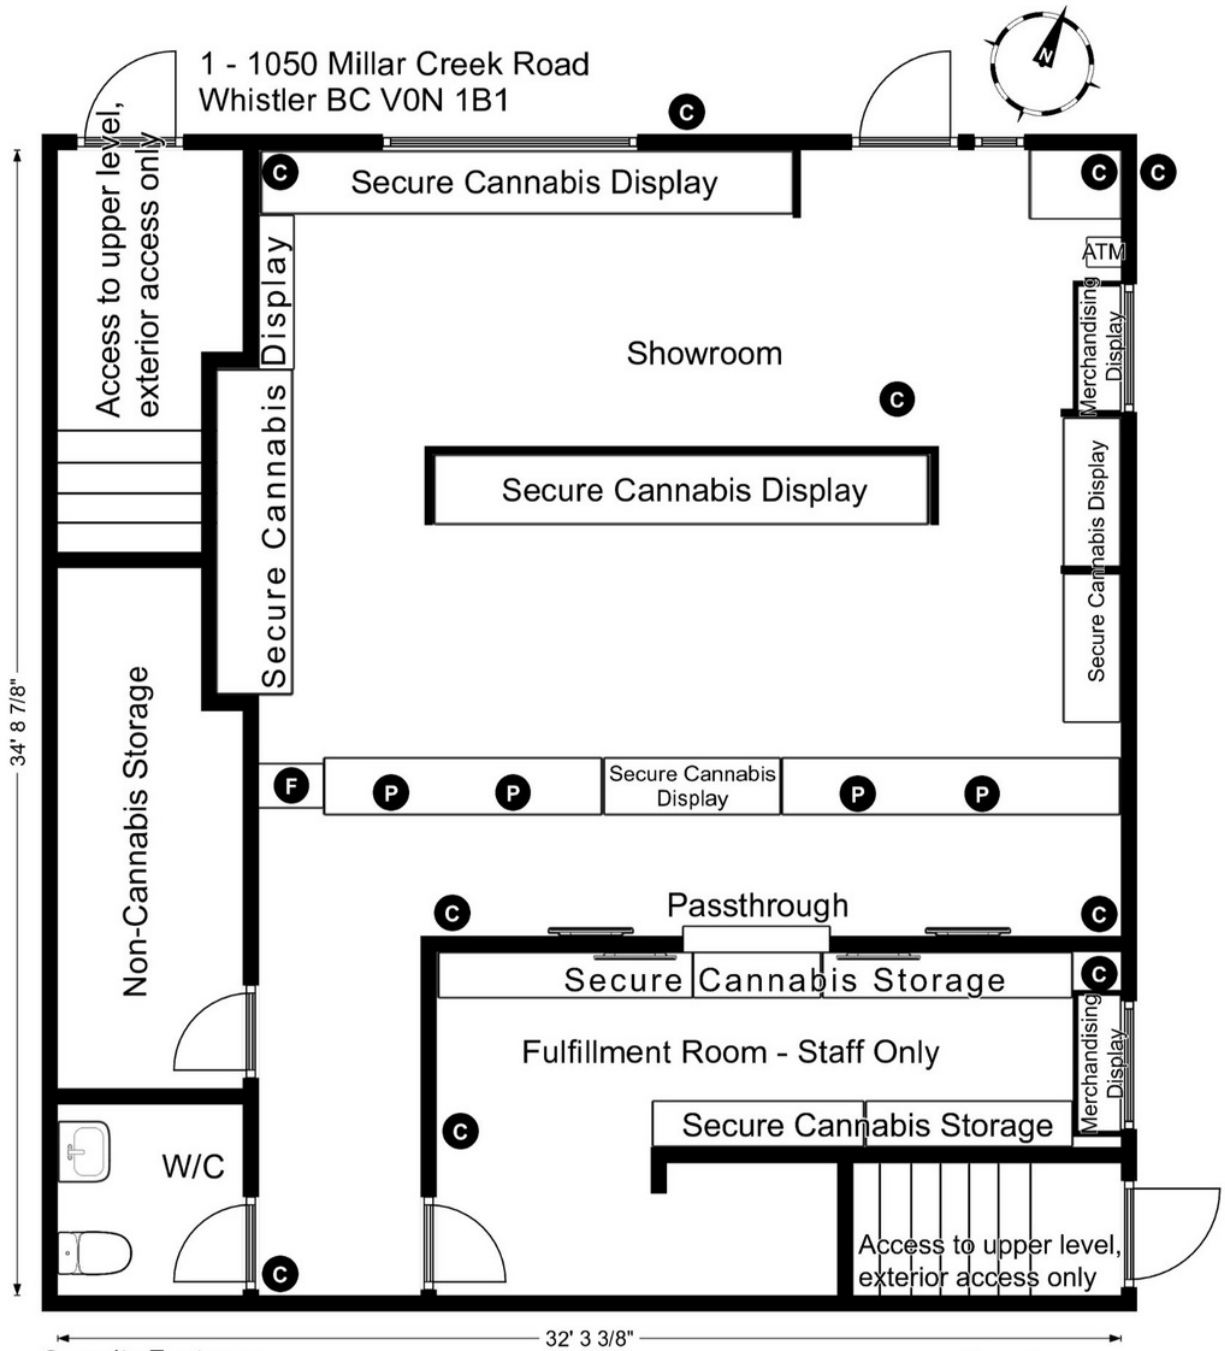 1 - 1050 Millar Creek Road
Whistler BC V0N 1B1
N
C
C
C
C
Access to upper level,
exterior access only
Secure Cannabis Display
ATM
Merchandising
Display
Showroom
C
Secure Cannabis Display
Secure Cannabis Display
Secure Cannabis Display
Non-Cannabis Storage
34' 8 7/8"
F
P
P
Secure Cannabis
Display
P
P
C
Passthrough
C
Secure Cannabis Storage
C
Fulfillment Room - Staff Only
Merchandising
Display
C
Secure Cannabis Storage
W/C
C
Access to upper level,
exterior access only
32' 3 3/8"